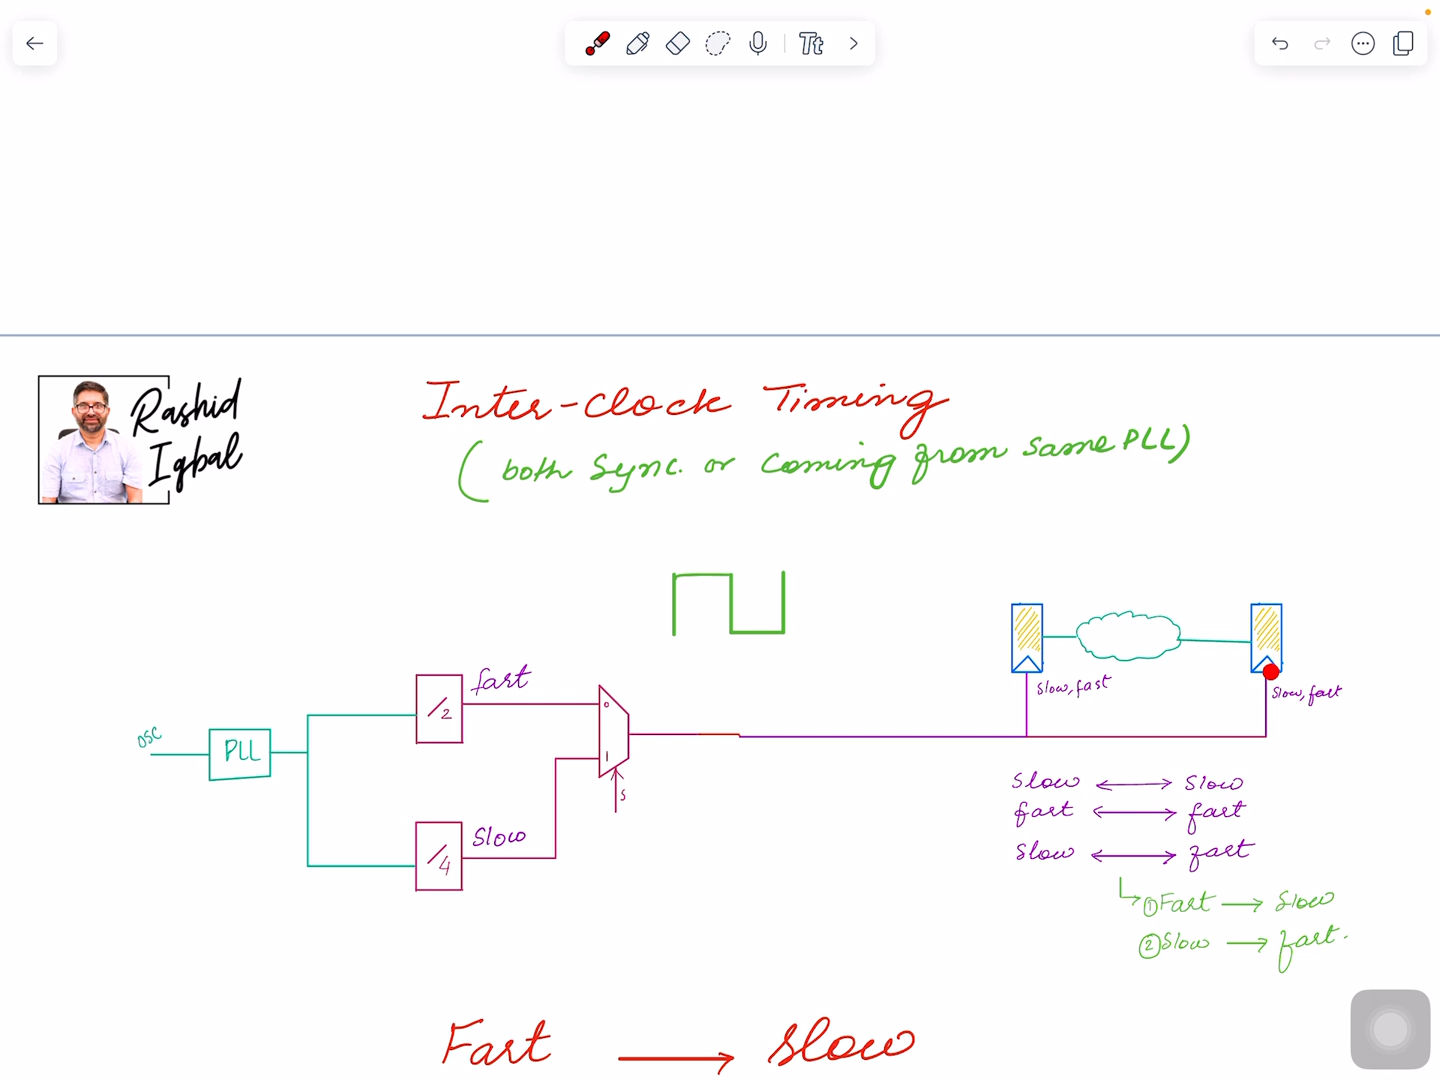 Tt
Rashid
Iqbal
Inter-Clock Timing
( both Sync. or Coming from same PLL)
OSC
PLL
/2
fast
/4
Slow
0
1
S
Slow, fast
Slow, fast
Slow ⟷ Slow
fast ⟷ fast
Slow ⟷ fast
① Fast → Slow
② Slow → fast.
Fast → Slow